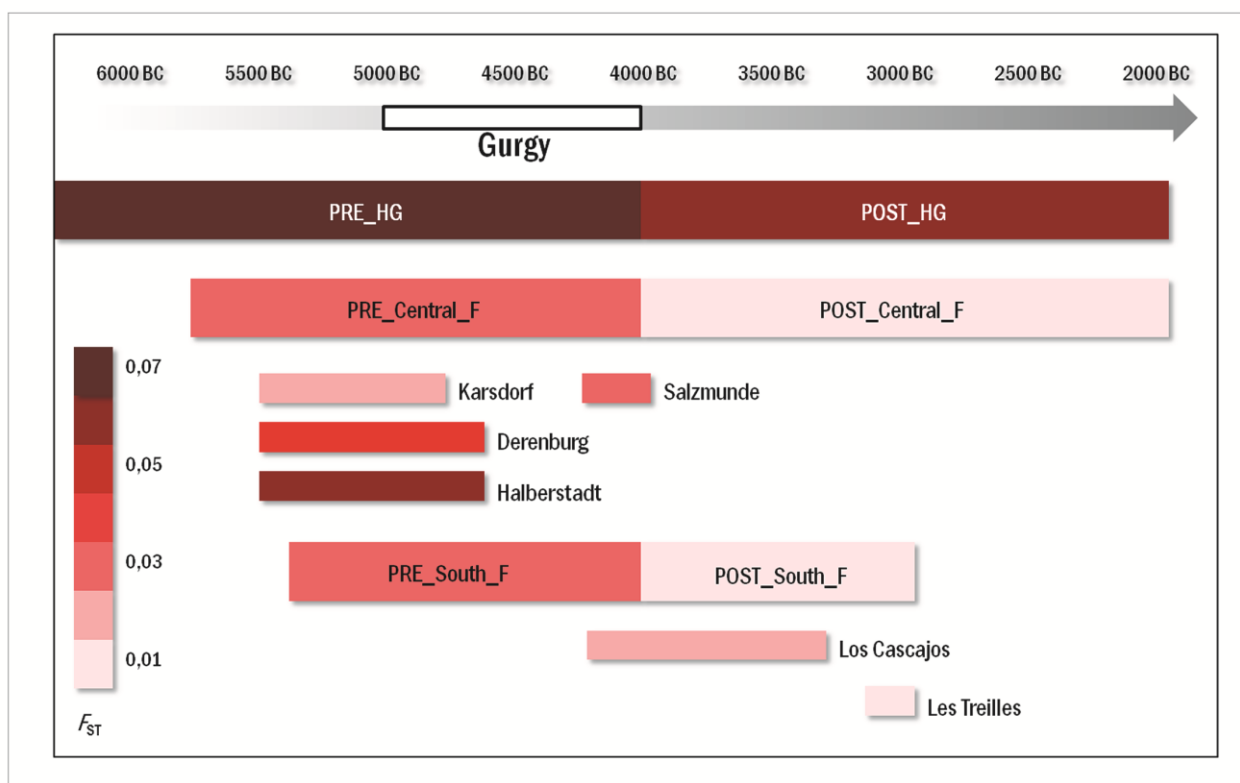 6000 BC 5500 BC 5000 BC 4500 BC 4000 BC 3500 BC 3000 BC 2500 BC 2000 BC
Gurgy
PRE_HG POST_HG
PRE_Central_F POST_Central_F
0,07
Karsdorf Salzmunde
Derenburg
0,05
Halberstadt
0,03
PRE_South_F POST_South_F
Los Cascajos
0,01
Les Treilles
FST